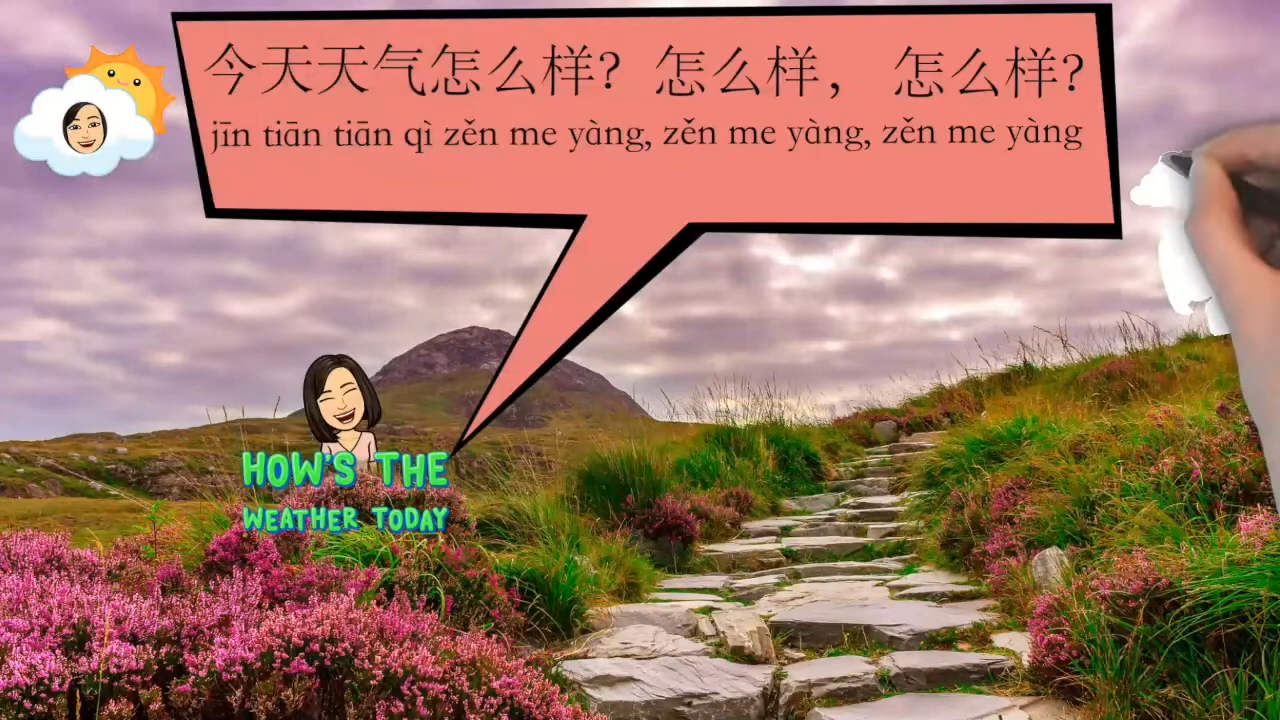 今天天气怎么样？怎么样， 怎么样？
jīn tiān tiān qì zěn me yàng, zěn me yàng, zěn me yàng
HOW'S THE
WEATHER TODAY